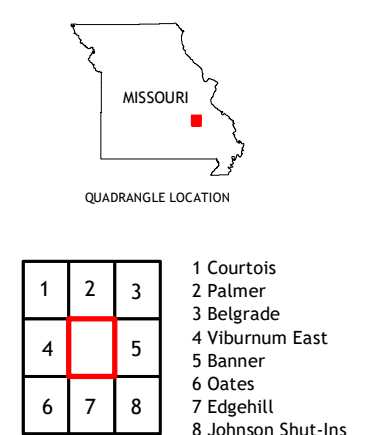 MISSOURI
QUADRANGLE LOCATION
1 2 3
4 5
6 7 8
1 Courtois
2 Palmer
3 Belgrade
4 Viburnum East
5 Banner
6 Oates
7 Edgehill
8 Johnson Shut-Ins